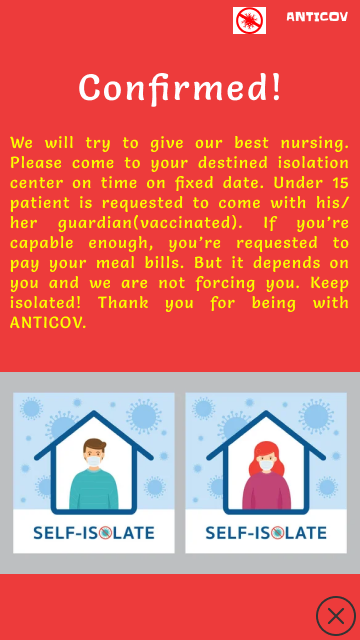 ANTICOV
Confirmed!
We will try to give our best nursing.
Please come to your destined isolation
center on time on fixed date. Under 15
patient is requested to come with his/
her guardian(vaccinated). If you're
capable enough, you're requested to
pay your meal bills. But it depends on
you and we are not forcing you. Keep
isolated! Thank you for being with
ANTICOV.
SELF-ISOLATE
SELF-ISOLATE